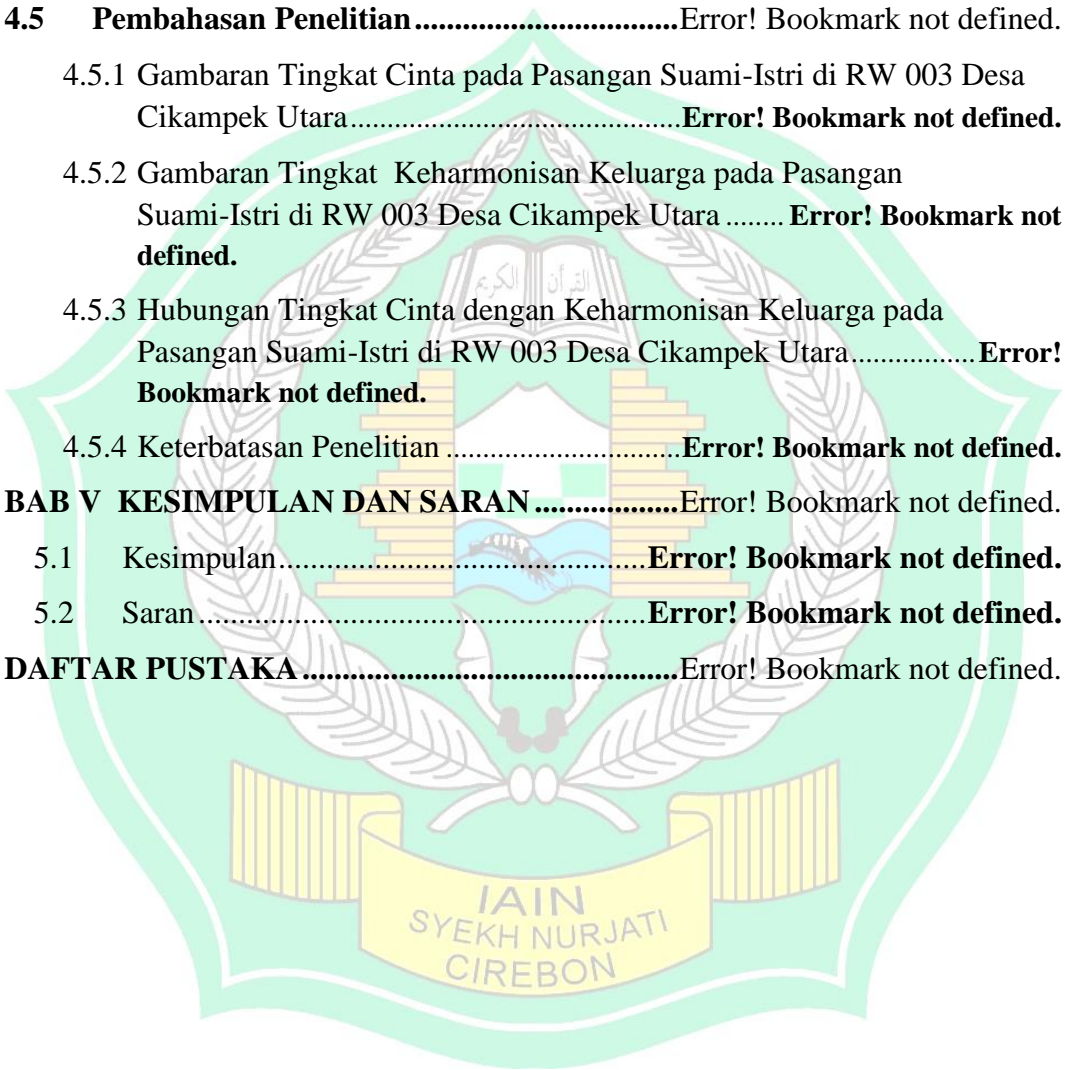 4.5 Pembahasan Penelitian..................................Error! Bookmark not defined.
4.5.1 Gambaran Tingkat Cinta pada Pasangan Suami-Istri di RW 003 Desa
Cikampek Utara............................................Error! Bookmark not defined.
4.5.2 Gambaran Tingkat Keharmonisan Keluarga pada Pasangan
Suami-Istri di RW 003 Desa Cikampek Utara ........ Error! Bookmark not
defined.
القرآن الكريم
4.5.3 Hubungan Tingkat Cinta dengan Keharmonisan Keluarga pada
Pasangan Suami-Istri di RW 003 Desa Cikampek Utara.................Error!
Bookmark not defined.
4.5.4 Keterbatasan Penelitian ...............................Error! Bookmark not defined.
BAB V KESIMPULAN DAN SARAN..................Error! Bookmark not defined.
5.1 Kesimpulan................................................Error! Bookmark not defined.
5.2 Saran..........................................................Error! Bookmark not defined.
DAFTAR PUSTAKA..............................................Error! Bookmark not defined.
IAIN
SYEKH NURJATI
CIREBON